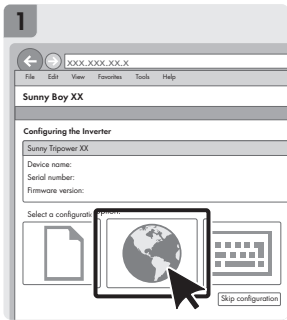 1
xxx.xxx.xx.x
File Edit View Favorites Tools Help
Sunny Boy XX
Configuring the Inverter
Sunny Tripower XX
Device name:
Serial number:
Firmware version:
Select a configuration option:
Skip configuration